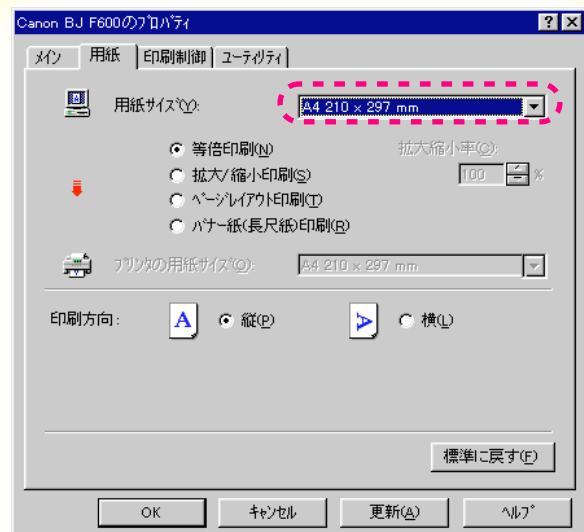 Canon BJ F600のﾌﾟﾛﾊﾟﾃｨ
ﾒｲﾝ 用紙 印刷制御 ﾕｰﾃｨﾘﾃｨ
用紙ｻｲｽﾞ(Y): A4 210 x 297 mm
等倍印刷(N) 拡大縮小率(C):
拡大/縮小印刷(S) 100 %
ﾍﾟｰｼﾞﾚｲｱｳﾄ印刷(T)
ﾊﾞﾅｰ紙(長尺紙)印刷(R)
ﾌﾟﾘﾝﾀの用紙ｻｲｽﾞ(O): A4 210 x 297 mm
印刷方向: A 縦(P) A 横(L)
標準に戻す(F)
OK ｷｬﾝｾﾙ 更新(A) ﾍﾙﾌﾟ